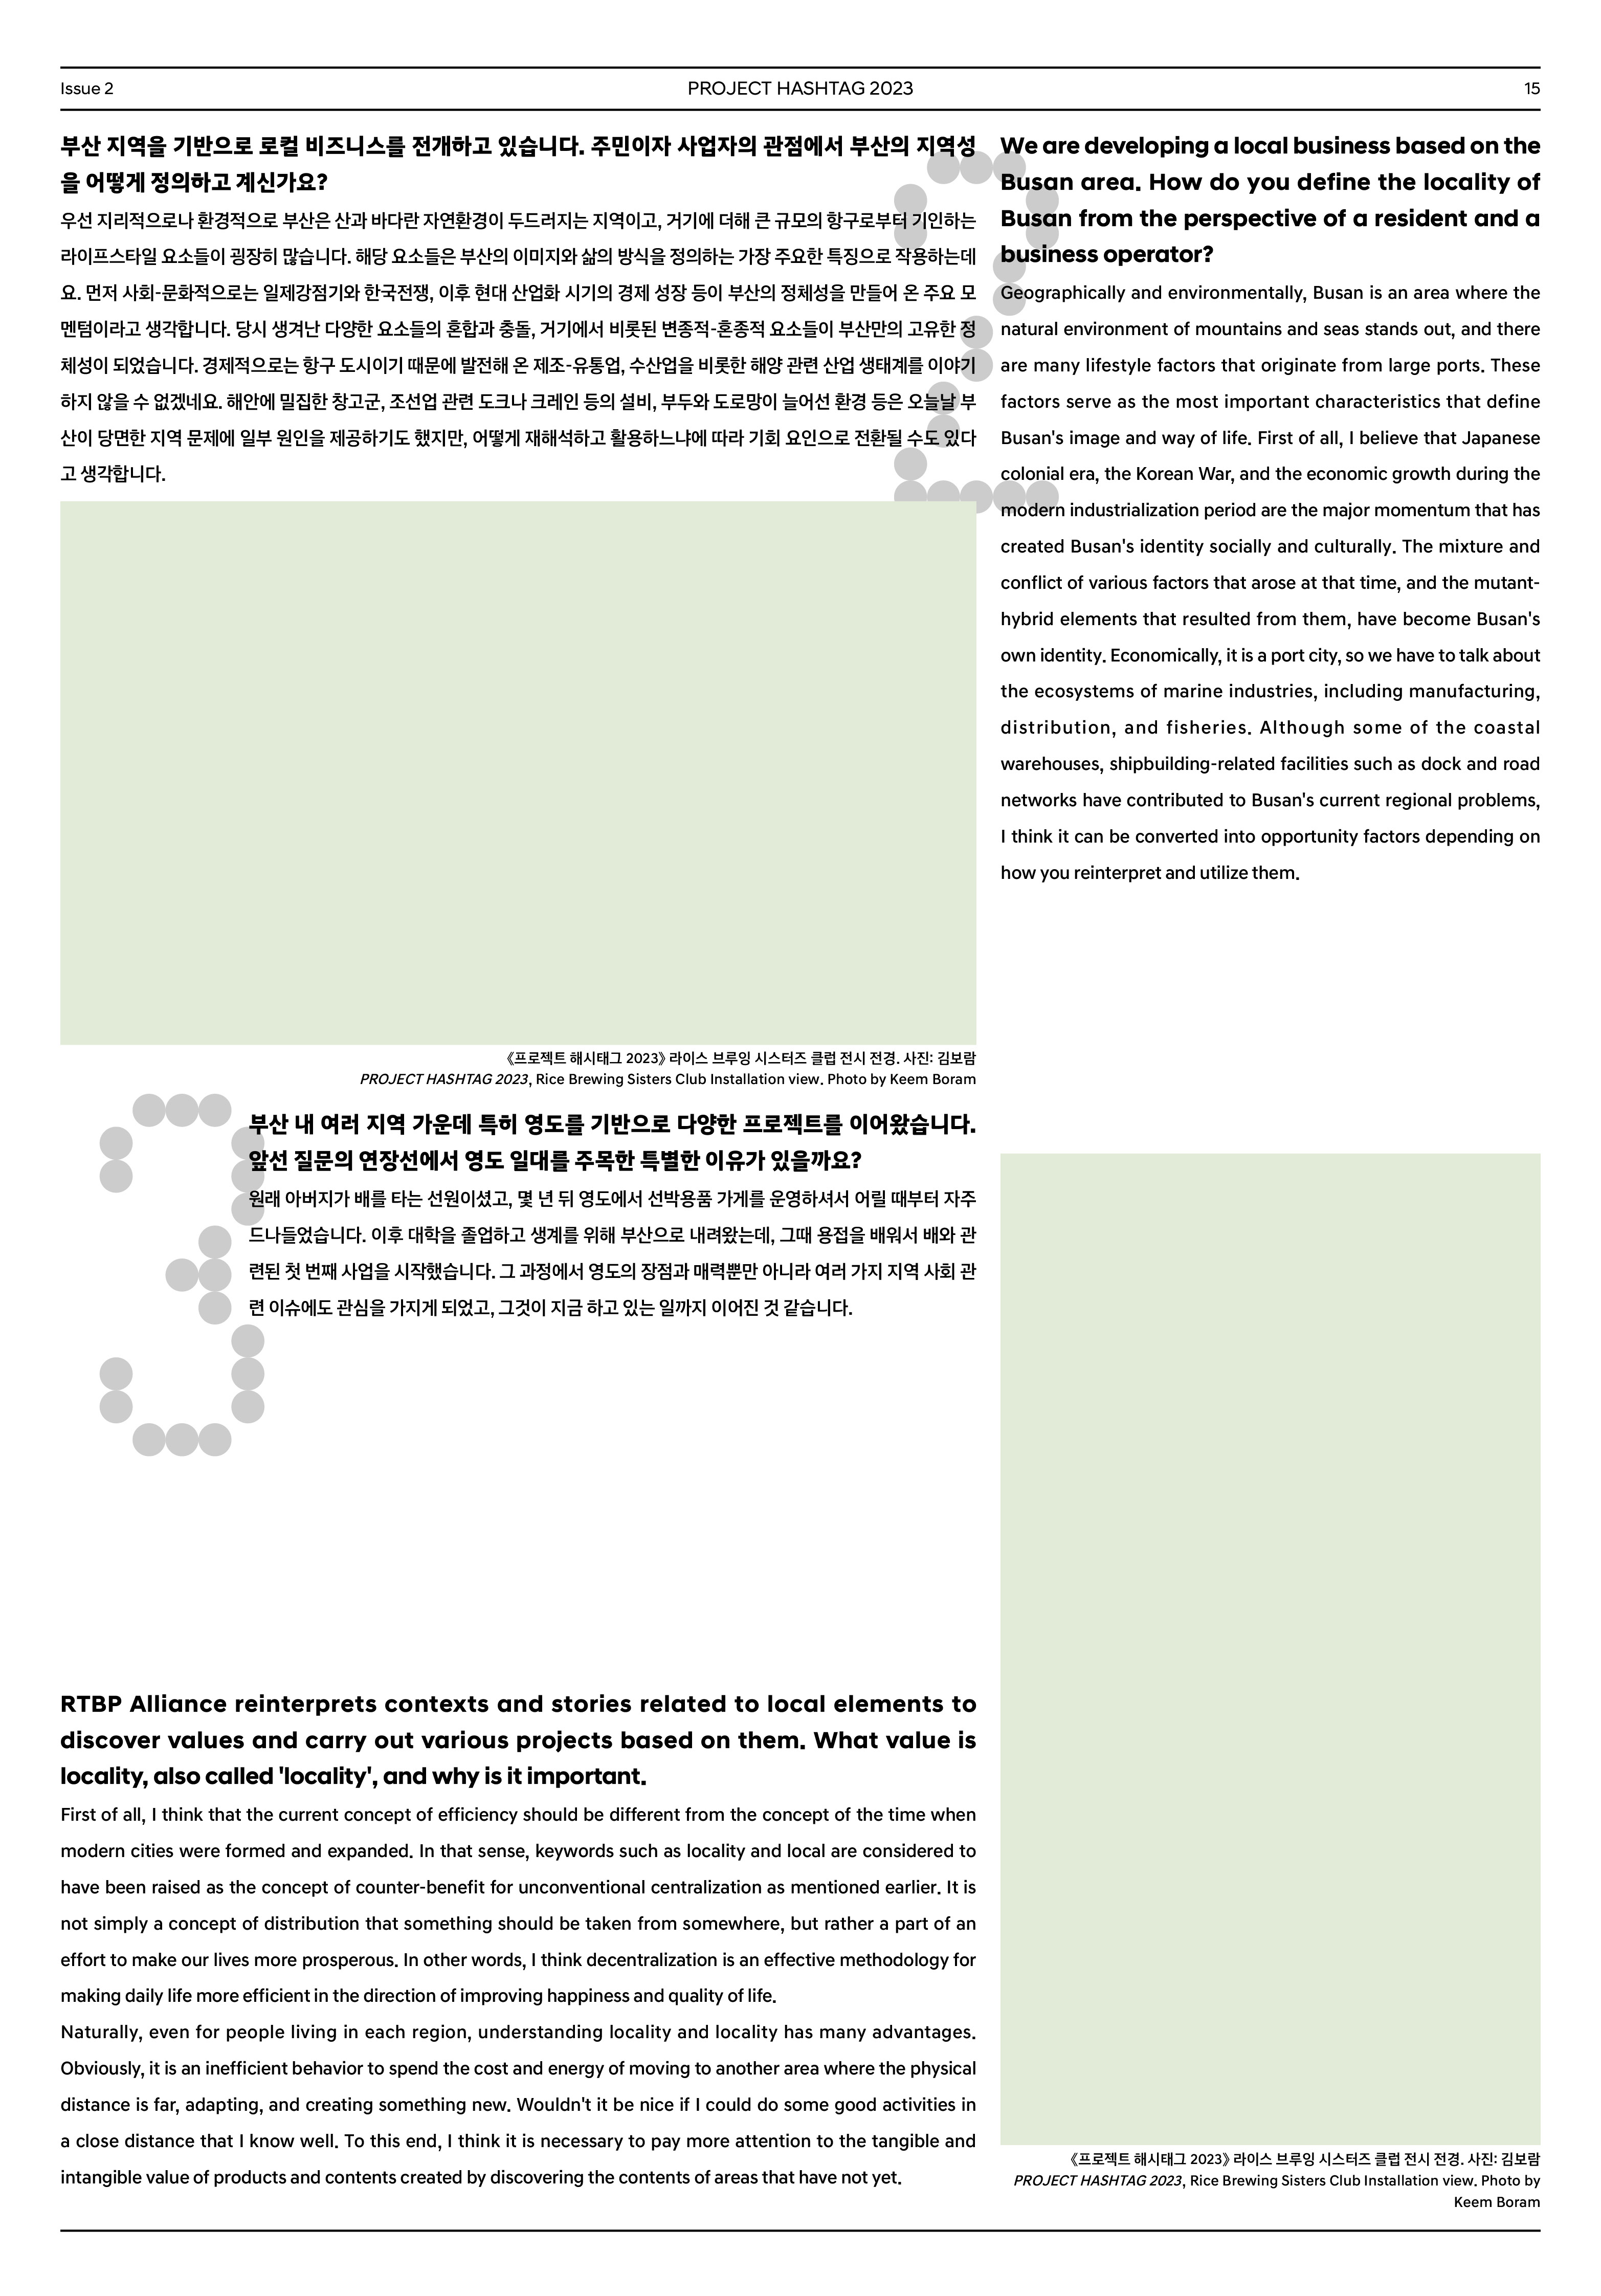 Issue 2
PROJECT HASHTAG 2023
15
부산 지역을 기반으로 로컬 비즈니스를 전개하고 있습니다. 주민이자 사업자의 관점에서 부산의 지역성
을 어떻게 정의하고 계신가요?
우선 지리적으로나 환경적으로 부산은 산과 바다란 자연환경이 두드러지는 지역이고, 거기에 더해 큰 규모의 항구로부터 기인하는
라이프스타일 요소들이 굉장히 많습니다. 해당 요소들은 부산의 이미지와 삶의 방식을 정의하는 가장 주요한 특징으로 작용하는데
요. 먼저 사회-문화적으로는 일제강점기와 한국전쟁, 이후 현대 산업화 시기의 경제 성장 등이 부산의 정체성을 만들어 온 주요 모
멘텀이라고 생각합니다. 당시 생겨난 다양한 요소들의 혼합과 충돌, 거기에서 비롯된 변종적-혼종적 요소들이 부산만의 고유한 정
체성이 되었습니다. 경제적으로는 항구 도시이기 때문에 발전해 온 제조-유통업, 수산업을 비롯한 해양 관련 산업 생태계를 이야기
하지 않을 수 없겠네요. 해안에 밀집한 창고군, 조선업 관련 도크나 크레인 등의 설비, 부두와 도로망이 늘어선 환경 등은 오늘날 부
산이 당면한 지역 문제에 일부 원인을 제공하기도 했지만, 어떻게 재해석하고 활용하느냐에 따라 기회 요인으로 전환될 수도 있다
고 생각합니다.
《프로젝트 해시태그 2023》 라이스 브루잉 시스터즈 클럽 전시 전경. 사진: 김보람
PROJECT HASHTAG 2023, Rice Brewing Sisters Club Installation view. Photo by Keem Boram
2
We are developing a local business based on the
Busan area. How do you define the locality of
Busan from the perspective of a resident and a
business operator?
Geographically and environmentally, Busan is an area where the
natural environment of mountains and seas stands out, and there
are many lifestyle factors that originate from large ports. These
factors serve as the most important characteristics that define
Busan's image and way of life. First of all, I believe that Japanese
colonial era, the Korean War, and the economic growth during the
modern industrialization period are the major momentum that has
created Busan's identity socially and culturally. The mixture and
conflict of various factors that arose at that time, and the mutant-
hybrid elements that resulted from them, have become Busan's
own identity. Economically, it is a port city, so we have to talk about
the ecosystems of marine industries, including manufacturing,
distribution, and fisheries. Although some of the coastal
warehouses, shipbuilding-related facilities such as dock and road
networks have contributed to Busan's current regional problems,
I think it can be converted into opportunity factors depending on
how you reinterpret and utilize them.
3
부산 내 여러 지역 가운데 특히 영도를 기반으로 다양한 프로젝트를 이어왔습니다.
앞선 질문의 연장선에서 영도 일대를 주목한 특별한 이유가 있을까요?
원래 아버지가 배를 타는 선원이셨고, 몇 년 뒤 영도에서 선박용품 가게를 운영하셔서 어릴 때부터 자주
드나들었습니다. 이후 대학을 졸업하고 생계를 위해 부산으로 내려왔는데, 그때 용접을 배워서 배와 관
련된 첫 번째 사업을 시작했습니다. 그 과정에서 영도의 장점과 매력뿐만 아니라 여러 가지 지역 사회 관
련 이슈에도 관심을 가지게 되었고, 그것이 지금 하고 있는 일까지 이어진 것 같습니다.
RTBP Alliance reinterprets contexts and stories related to local elements to
discover values and carry out various projects based on them. What value is
locality, also called 'locality', and why is it important.
First of all, I think that the current concept of efficiency should be different from the concept of the time when
modern cities were formed and expanded. In that sense, keywords such as locality and local are considered to
have been raised as the concept of counter-benefit for unconventional centralization as mentioned earlier. It is
not simply a concept of distribution that something should be taken from somewhere, but rather a part of an
effort to make our lives more prosperous. In other words, I think decentralization is an effective methodology for
making daily life more efficient in the direction of improving happiness and quality of life.
Naturally, even for people living in each region, understanding locality and locality has many advantages.
Obviously, it is an inefficient behavior to spend the cost and energy of moving to another area where the physical
distance is far, adapting, and creating something new. Wouldn't it be nice if I could do some good activities in
a close distance that I know well. To this end, I think it is necessary to pay more attention to the tangible and
intangible value of products and contents created by discovering the contents of areas that have not yet.
《프로젝트 해시태그 2023》 라이스 브루잉 시스터즈 클럽 전시 전경. 사진: 김보람
PROJECT HASHTAG 2023, Rice Brewing Sisters Club Installation view. Photo by
Keem Boram